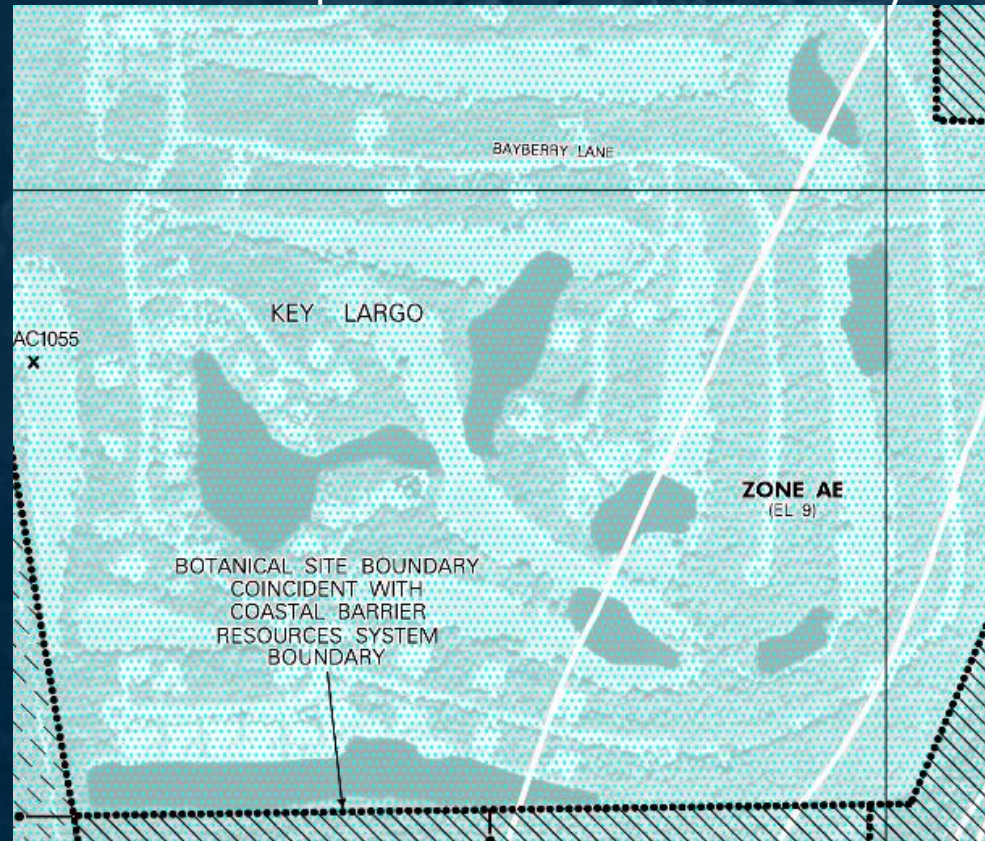 BAYBERRY LANE
KEY LARGO
AC1055
x
ZONE AE
(EL 9)
BOTANICAL SITE BOUNDARY
COINCIDENT WITH
COASTAL BARRIER
RESOURCES SYSTEM
BOUNDARY